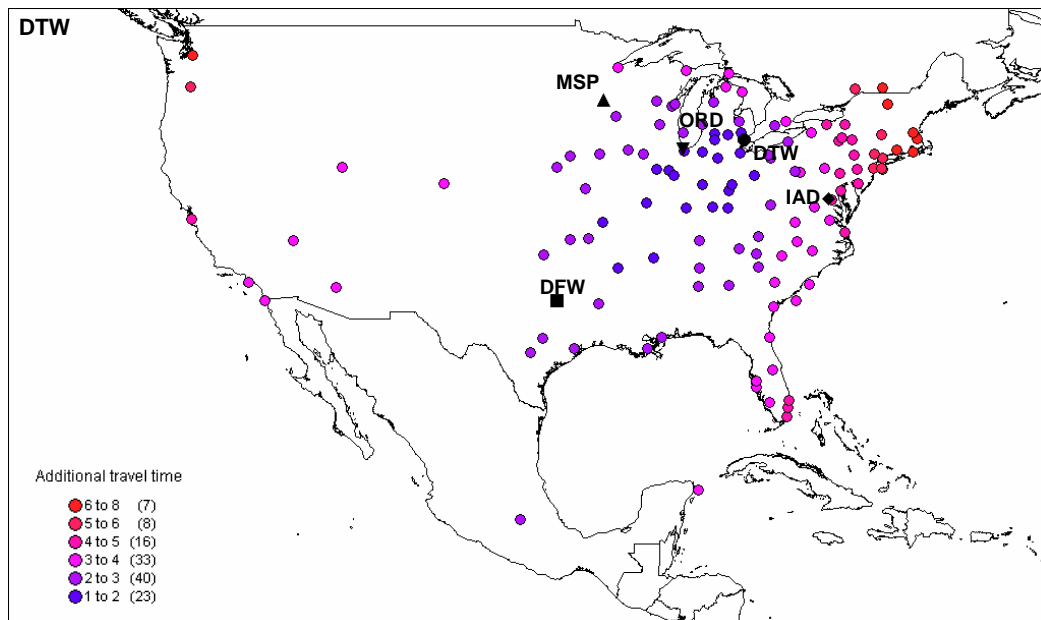 DTW
MSP
ORD
DTW
IAD
DFW
Additional travel time
6 to 8 (7)
5 to 6 (8)
4 to 5 (16)
3 to 4 (33)
2 to 3 (40)
1 to 2 (23)